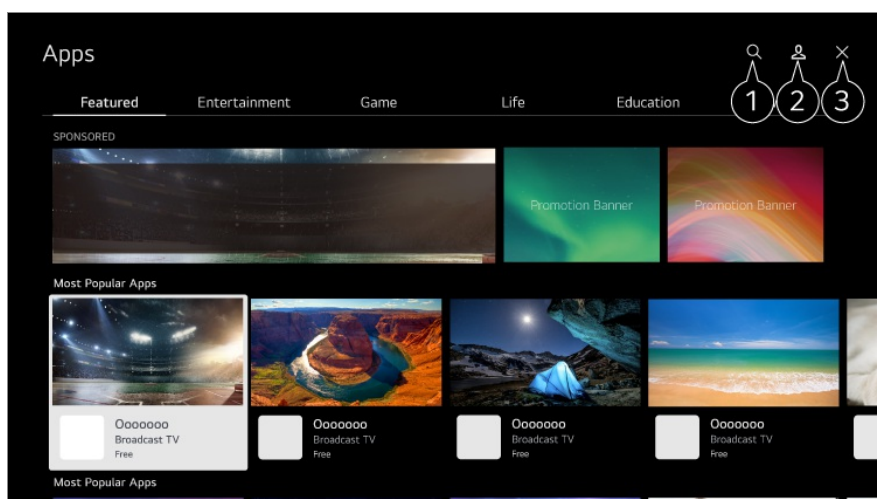 Apps
Featured Entertainment Game Life Education
1 2 3
SPONSORED
Promotion Banner Promotion Banner
Most Popular Apps
Ooooooo Ooooooo Ooooooo Ooooooo
Broadcast TV Broadcast TV Broadcast TV Broadcast TV
Free Free Free Free
Most Popular Apps